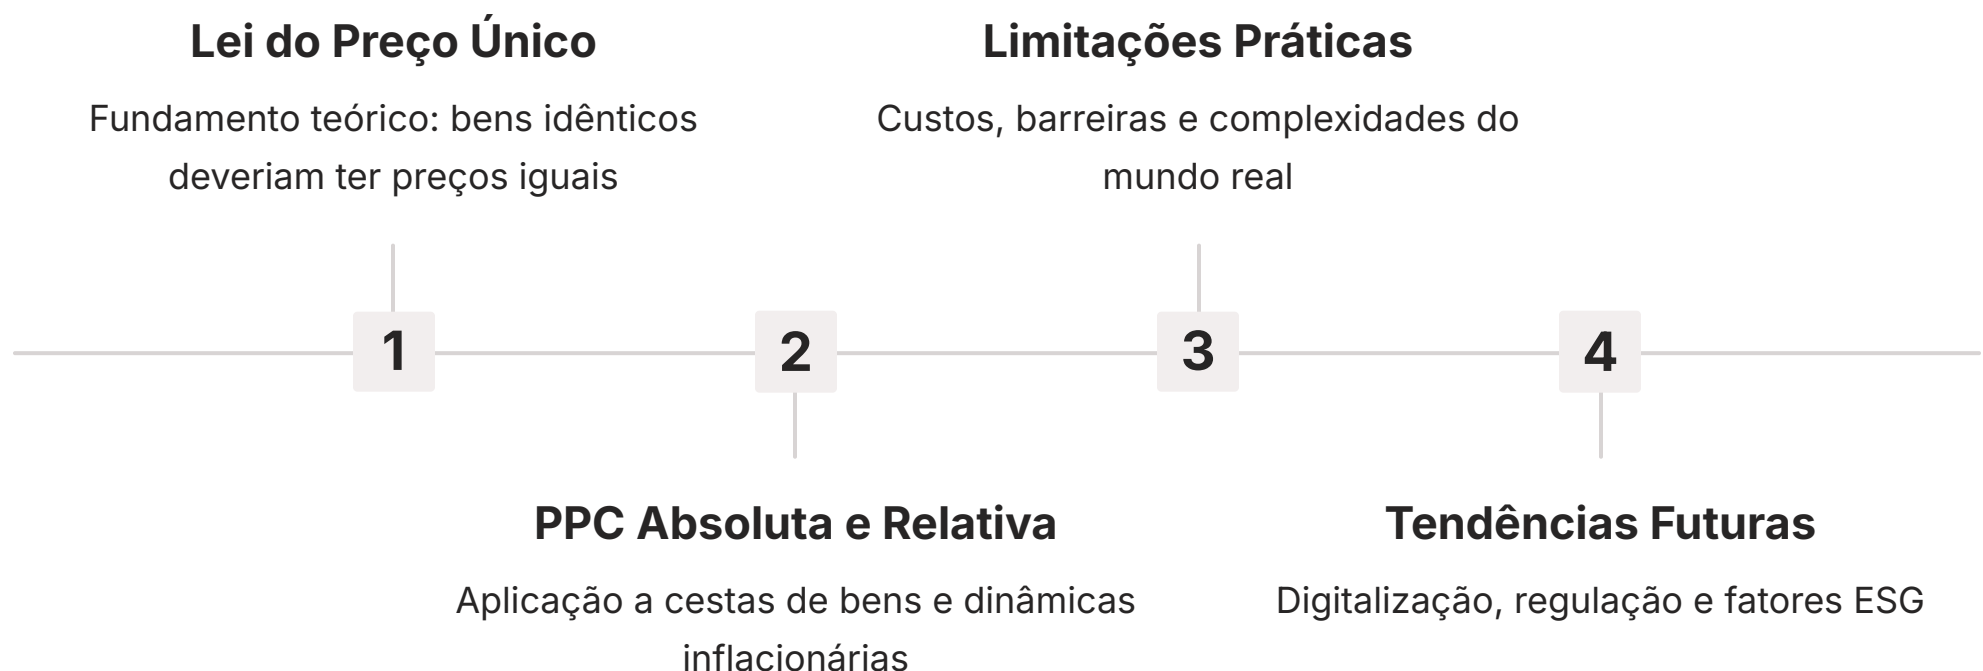 Lei do Preço Único
Fundamento teórico: bens idênticos
deveriam ter preços iguais
Limitações Práticas
Custos, barreiras e complexidades do
mundo real
1
2
3
4
PPC Absoluta e Relativa
Aplicação a cestas de bens e dinâmicas
inflacionárias
Tendências Futuras
Digitalização, regulação e fatores ESG